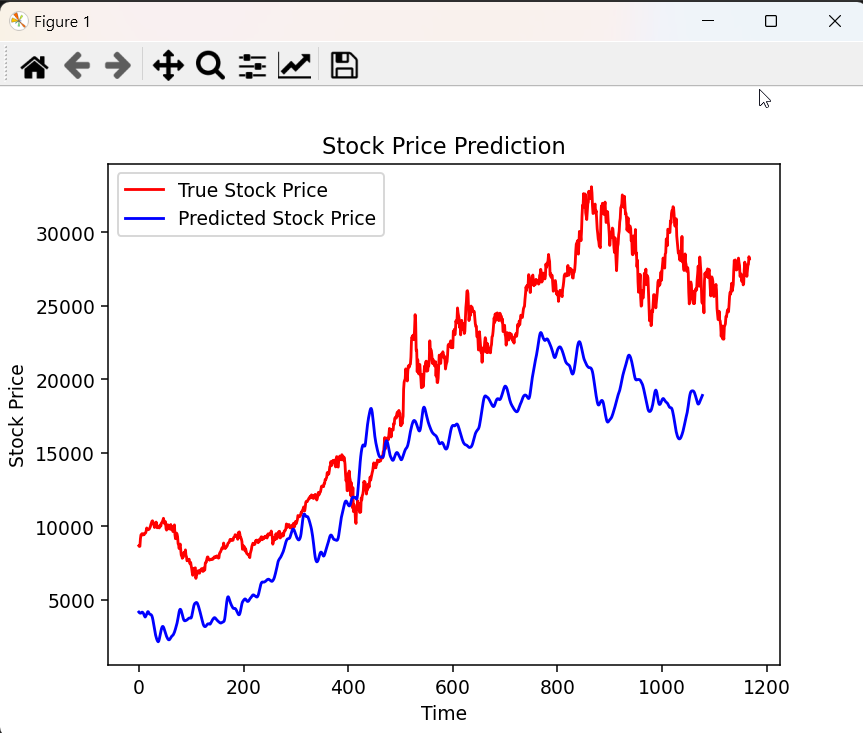 Figure 1
Stock Price Prediction
True Stock Price
Predicted Stock Price
30000
25000
20000
15000
10000
5000
Stock Price
0 200 400 600 800 1000 1200
Time